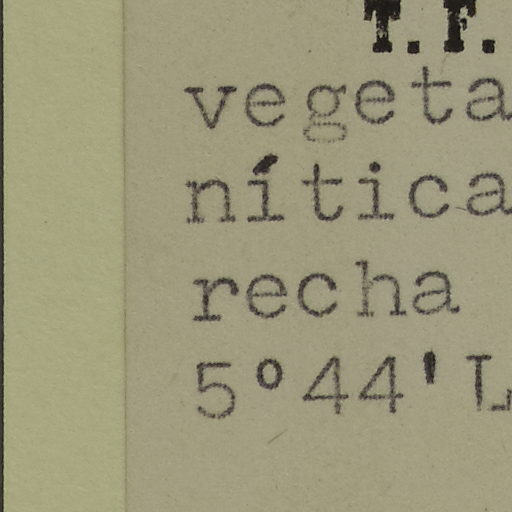 T.F.
vegeta
nítica
recha
5°44'L